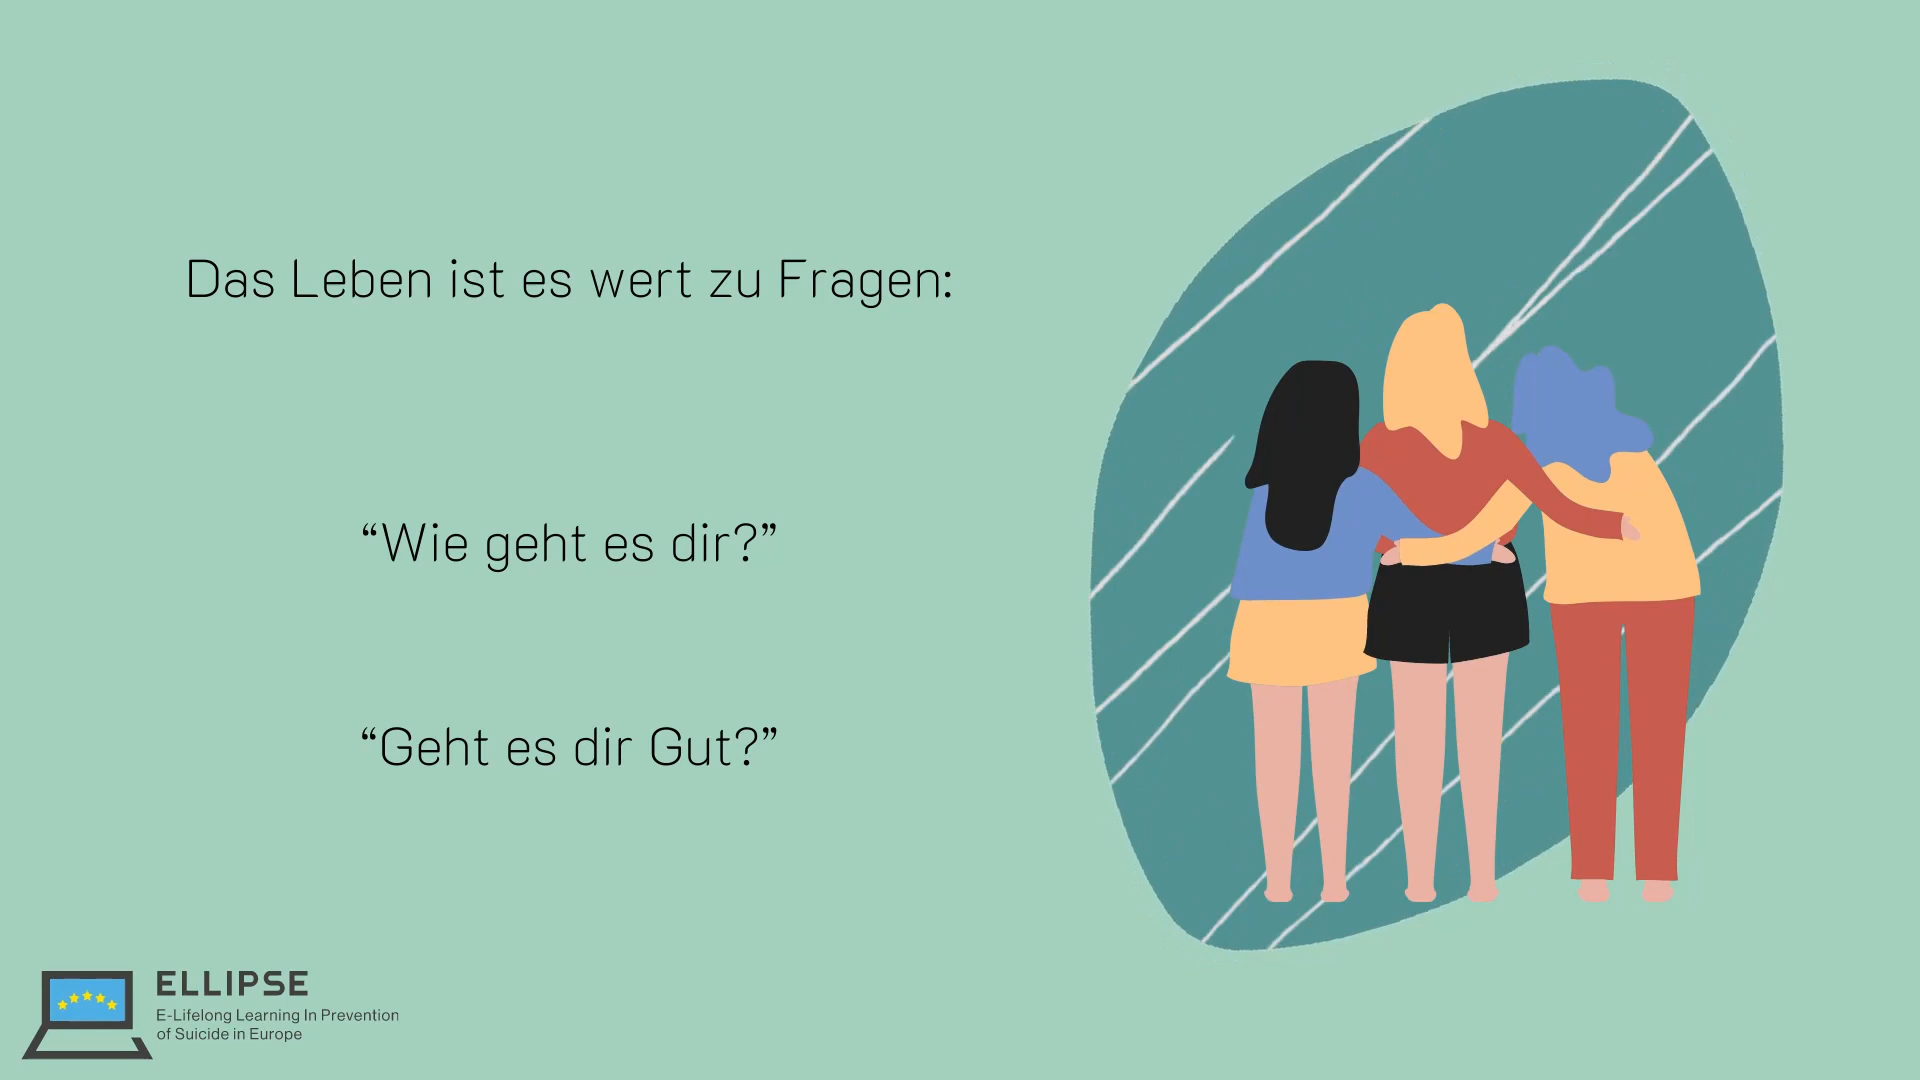 Das Leben ist es wert zu Fragen:
“Wie geht es dir?”
“Geht es dir Gut?”
ELLIPSE
E-Lifelong Learning In Prevention
of Suicide in Europe